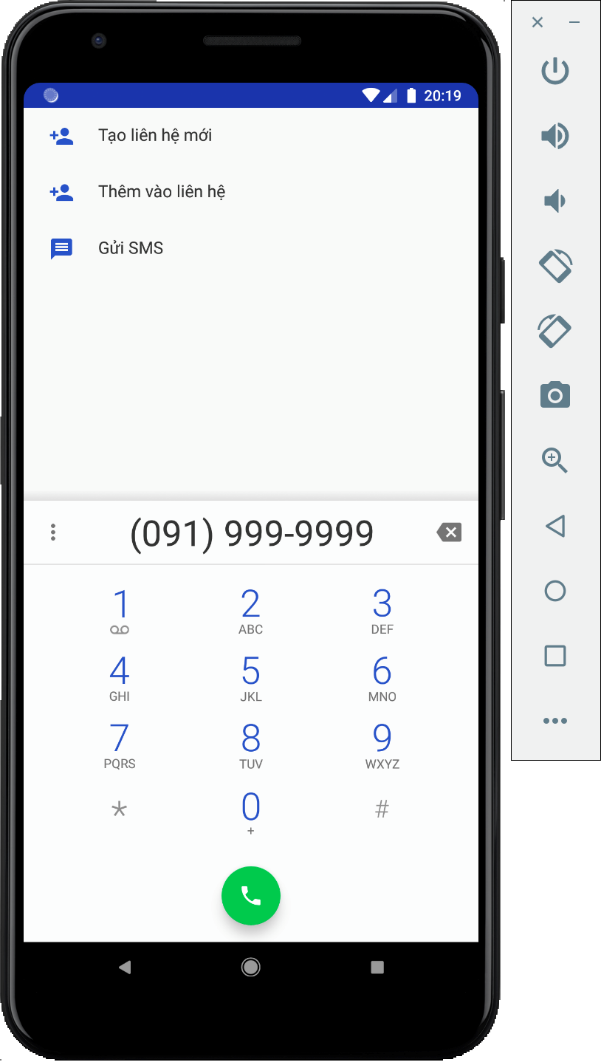 20:19
Tạo liên hệ mới
Thêm vào liên hệ
Gửi SMS
(091) 999-9999
1 2 3
ABC DEF
4 5 6
GHI JKL MNO
7 8 9
PQRS TUV WXYZ
* 0 #
+